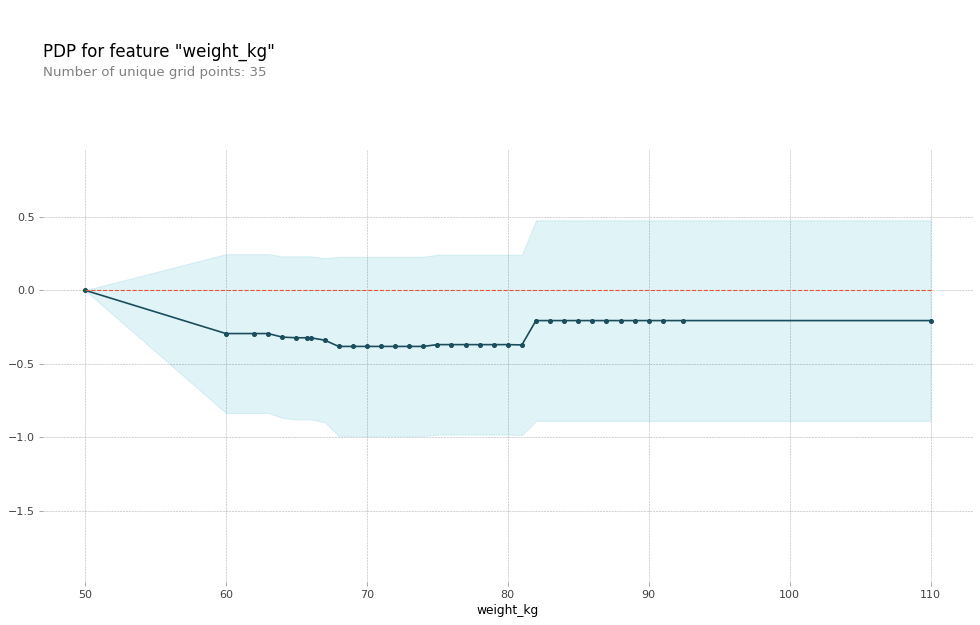 PDP for feature "weight_kg"
Number of unique grid points: 35
0.5
0.0
−0.5
−1.0
−1.5
50 60 70 80 90 100 110
weight_kg